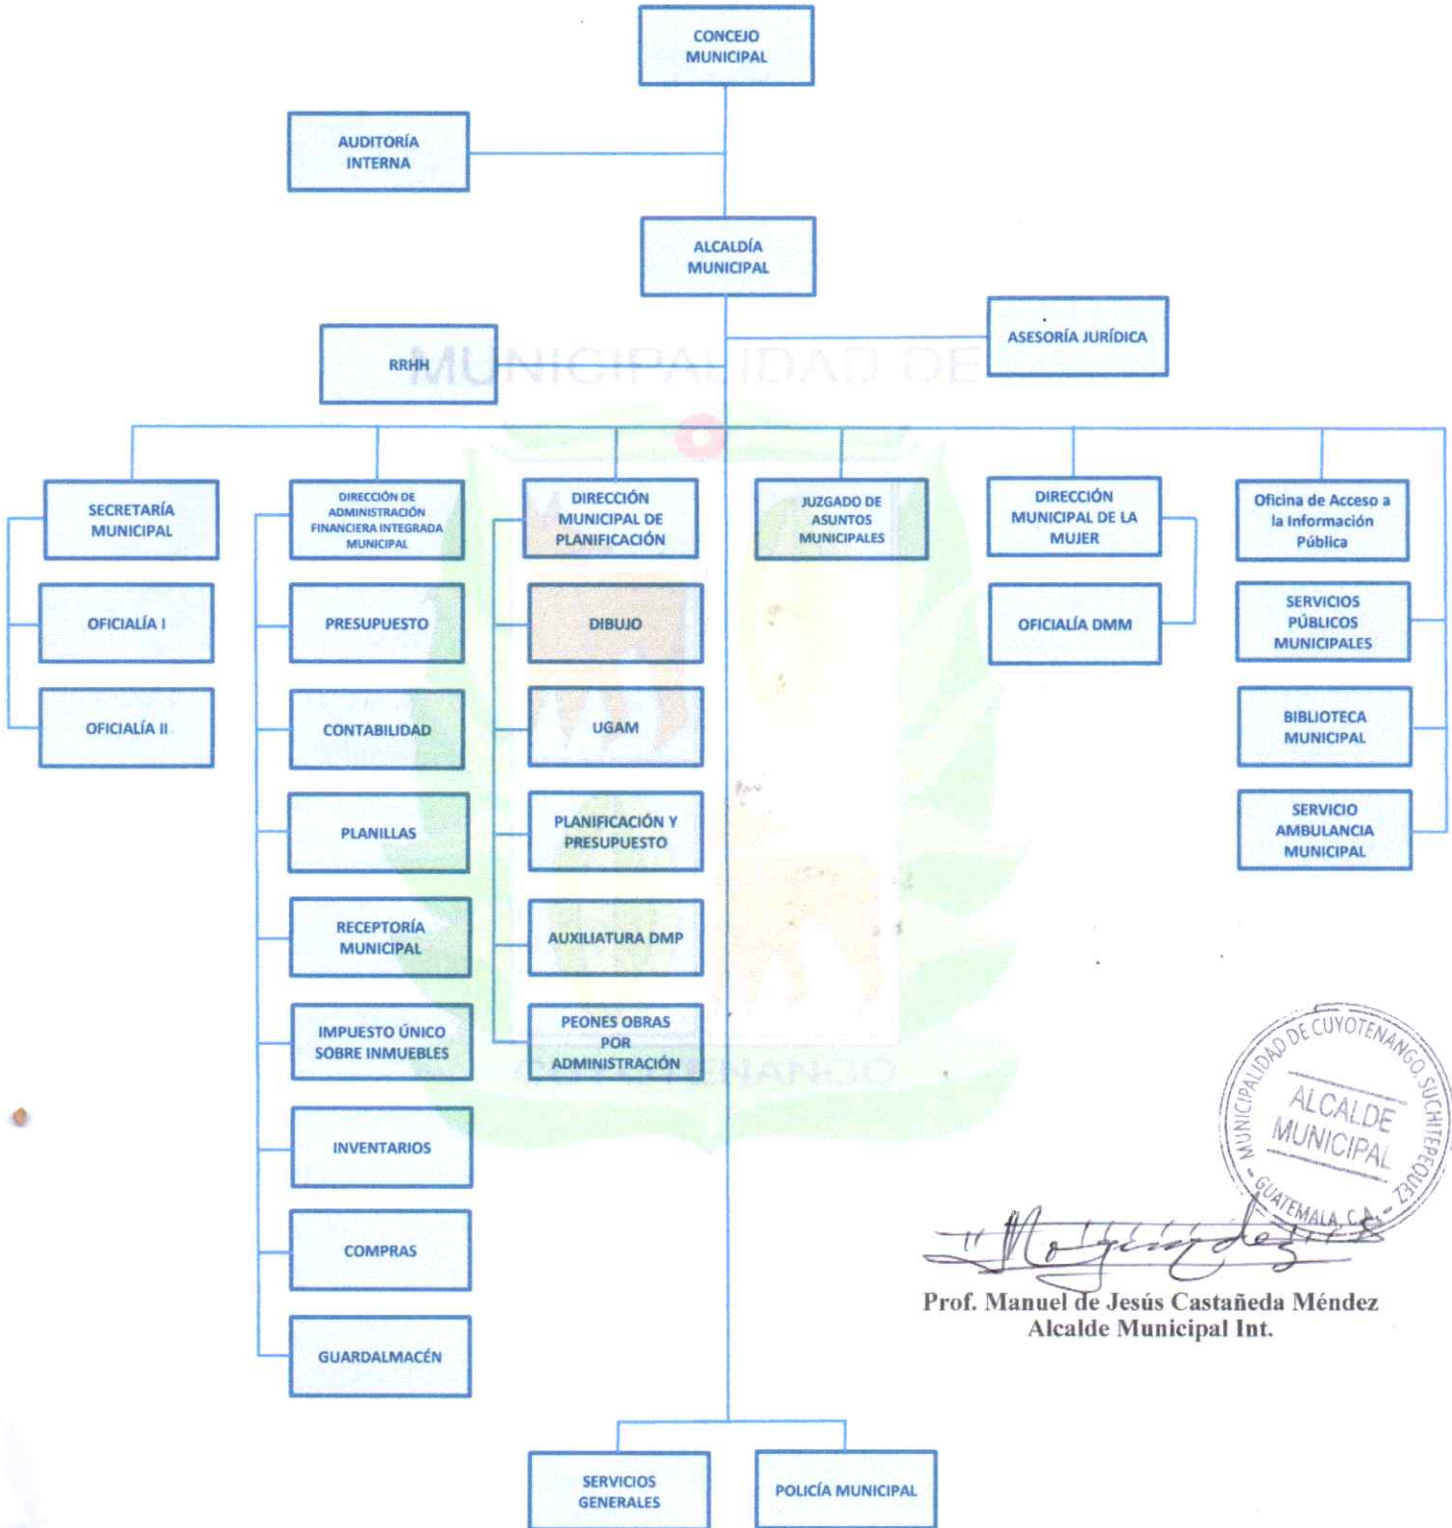 CONCEJO
MUNICIPAL
AUDITORÍA
INTERNA
ALCALDÍA
MUNICIPAL
ASESORÍA JURÍDICA
RRHH
MUNICIPALIDAD DE
SECRETARÍA
MUNICIPAL
OFICIALÍA I
OFICIALÍA II
DIRECCIÓN DE
ADMINISTRACIÓN
FINANCIERA INTEGRADA
MUNICIPAL
PRESUPUESTO
CONTABILIDAD
PLANILLAS
RECEPTORÍA
MUNICIPAL
IMPUESTO ÚNICO
SOBRE INMUEBLES
INVENTARIOS
COMPRAS
GUARDALMACÉN
DIRECCIÓN
MUNICIPAL DE
PLANIFICACIÓN
DIBUJO
UGAM
PLANIFICACIÓN Y
PRESUPUESTO
AUXILIATURA DMP
PEONES OBRAS
POR
ADMINISTRACIÓN
CUYOTENANGO
JUZGADO DE
ASUNTOS
MUNICIPALES
DIRECCIÓN
MUNICIPAL DE LA
MUJER
OFICIALÍA DMM
Oficina de Acceso a
la Información
Pública
SERVICIOS
PÚBLICOS
MUNICIPALES
BIBLIOTECA
MUNICIPAL
SERVICIO
AMBULANCIA
MUNICIPAL
MUNICIPALIDAD DE CUYOTENANGO, SUCHITEPEQUEZ
ALCALDE
MUNICIPAL
GUATEMALA, C.A.
Prof. Manuel de Jesús Castañeda Méndez
Alcalde Municipal Int.
SERVICIOS
GENERALES
POLICÍA MUNICIPAL